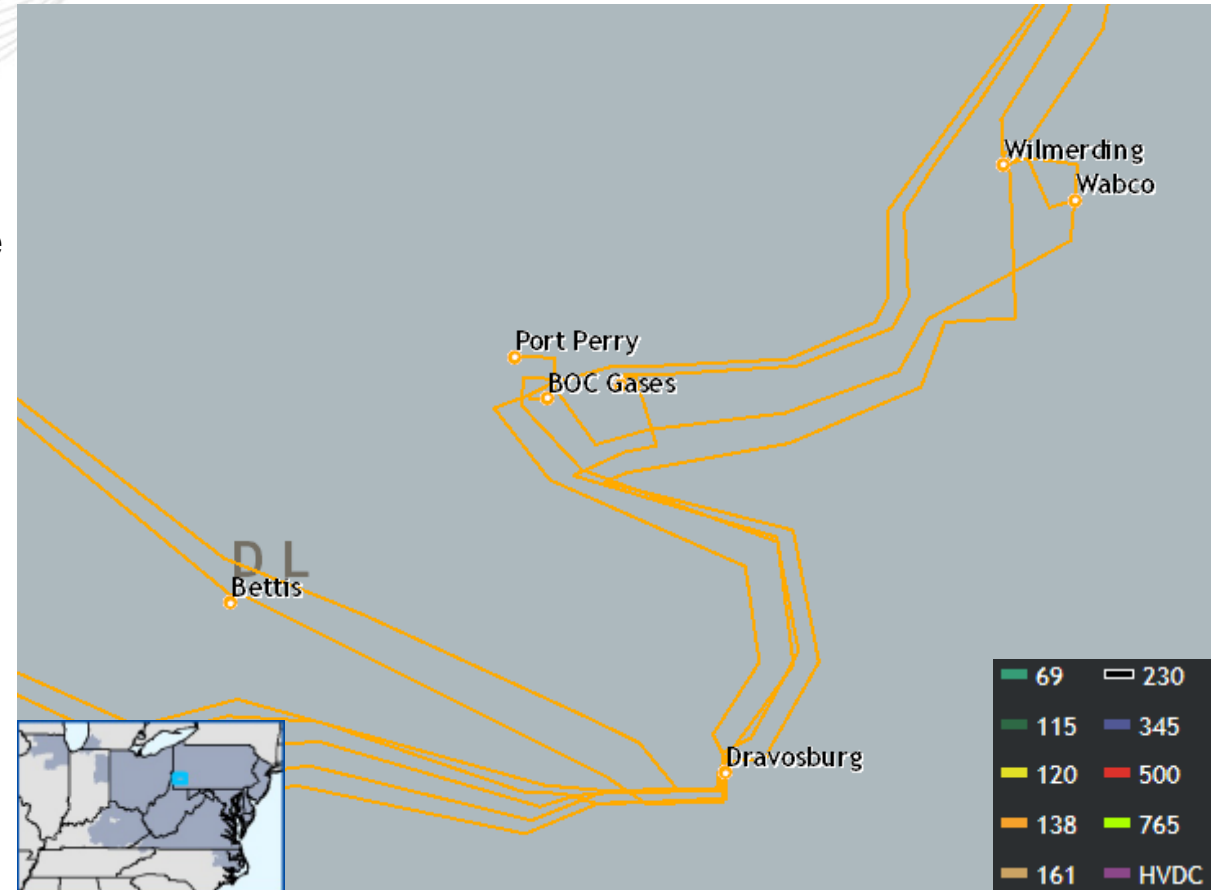 Wilmerding
Wabco
Port Perry
BOC Gases
D L
Bettis
Dravosburg
69 230
115 345
120 500
138 765
161 HVDC